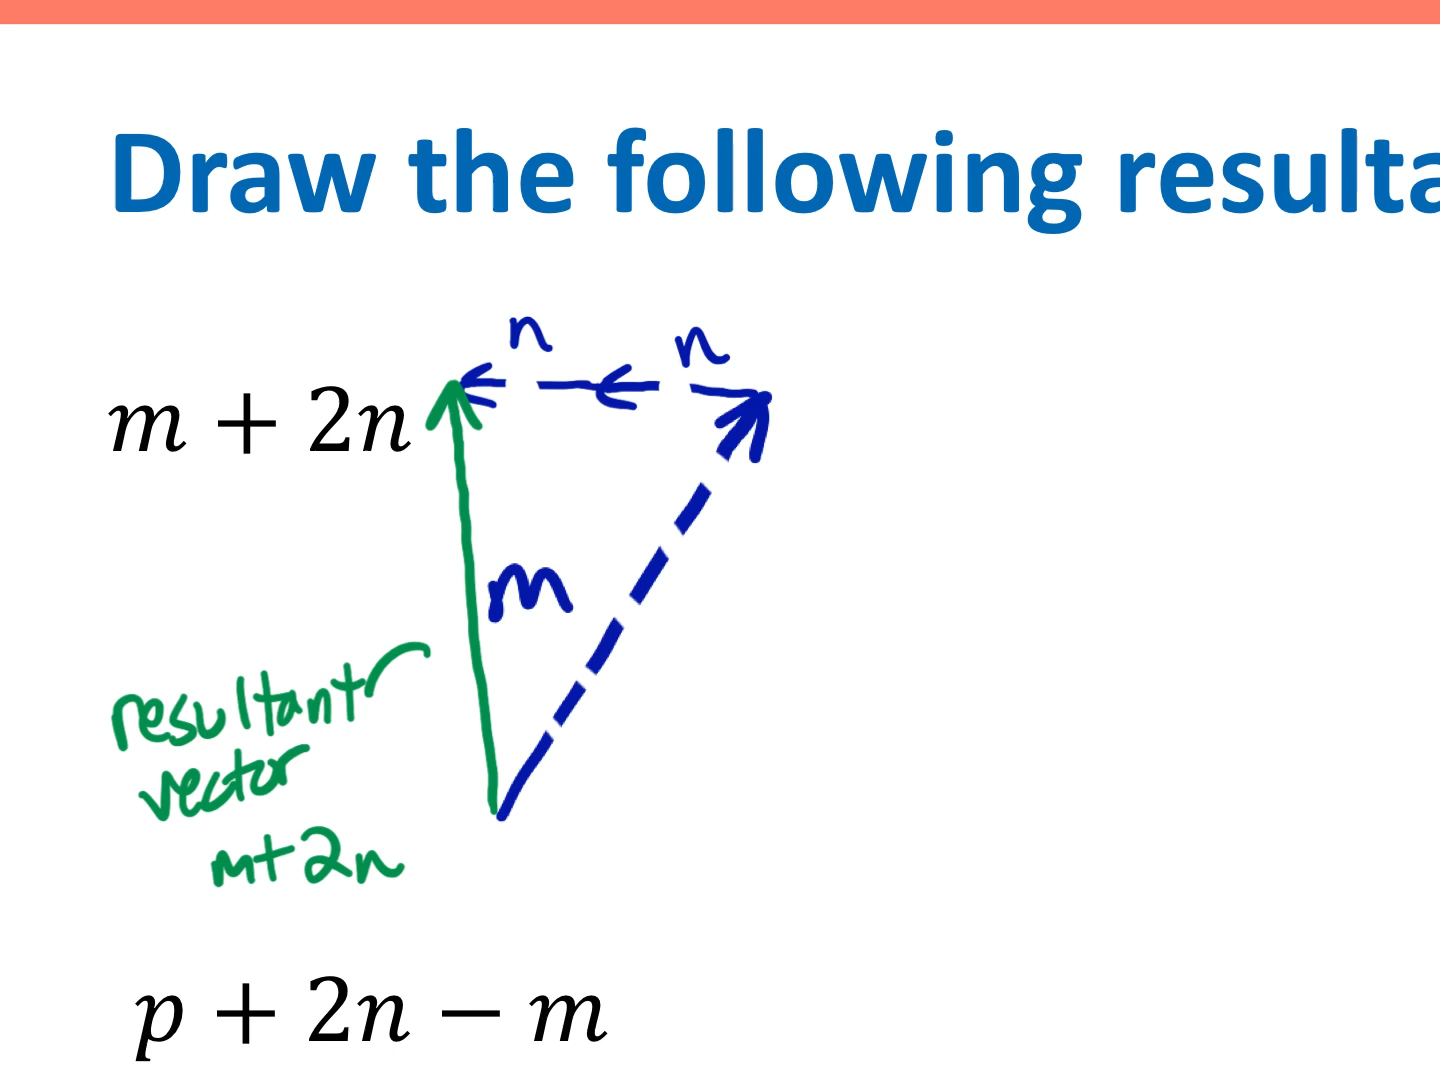 Draw the following resulta
n n
m + 2n
m
resultant
vector
m+2n
p + 2n − m